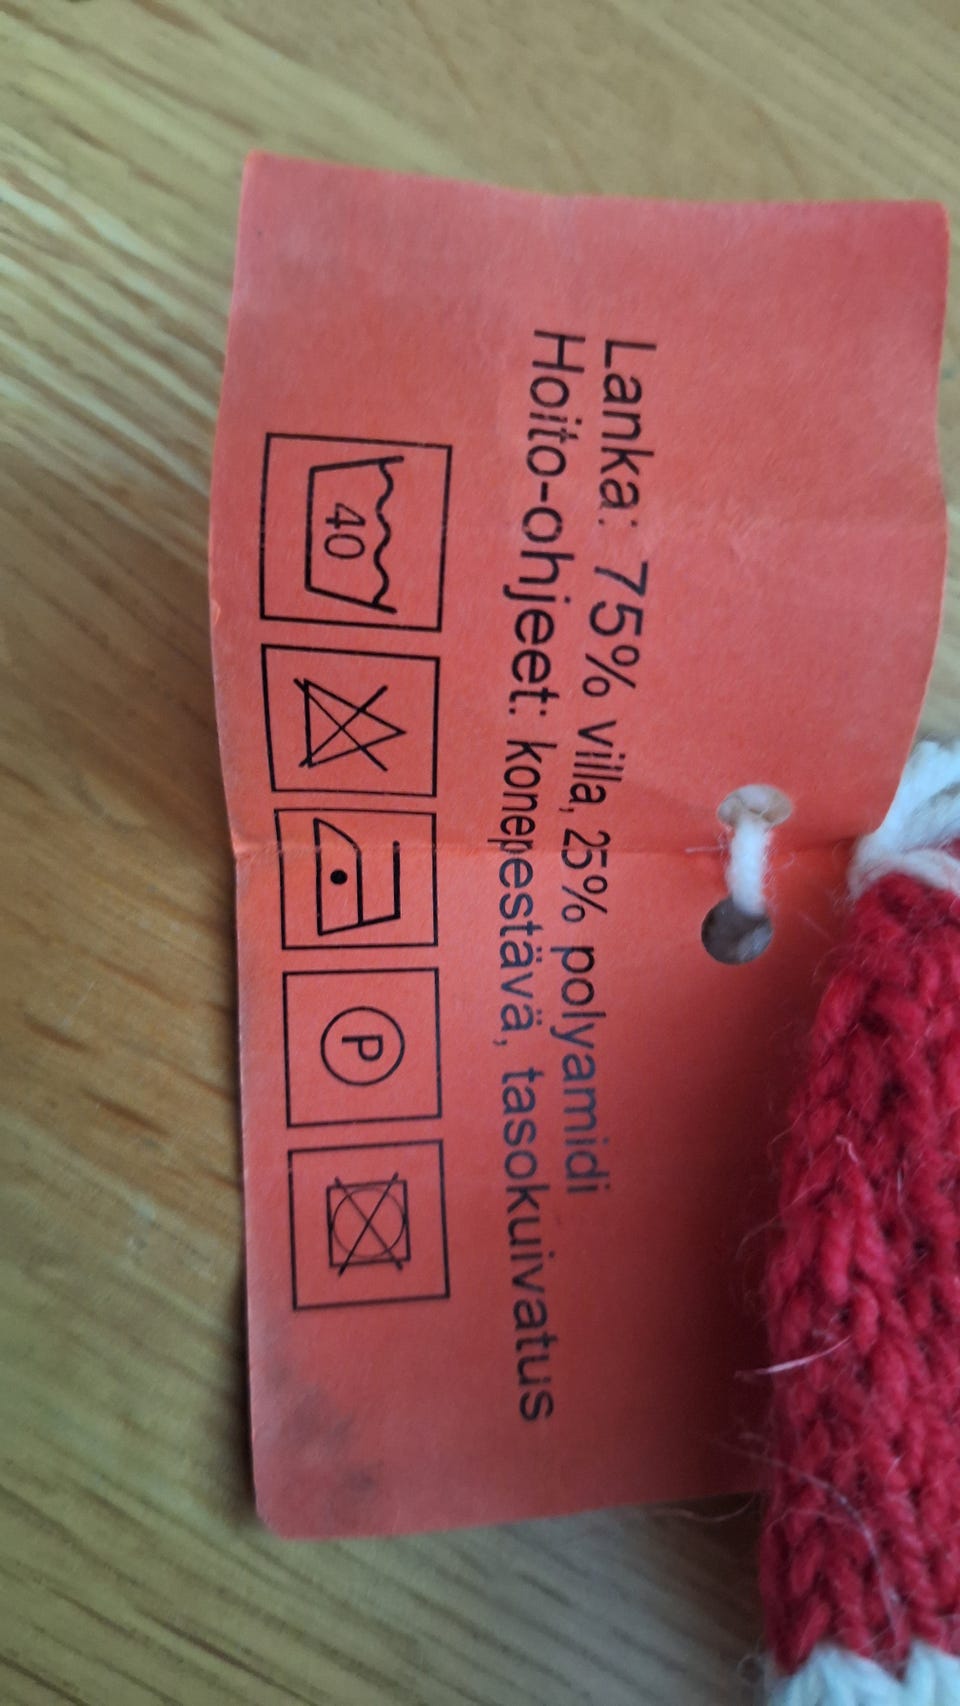 Lanka: 75% villa, 25% polyamidi
Hoito-ohjeet: konepestävä, tasokuivatus
40
P